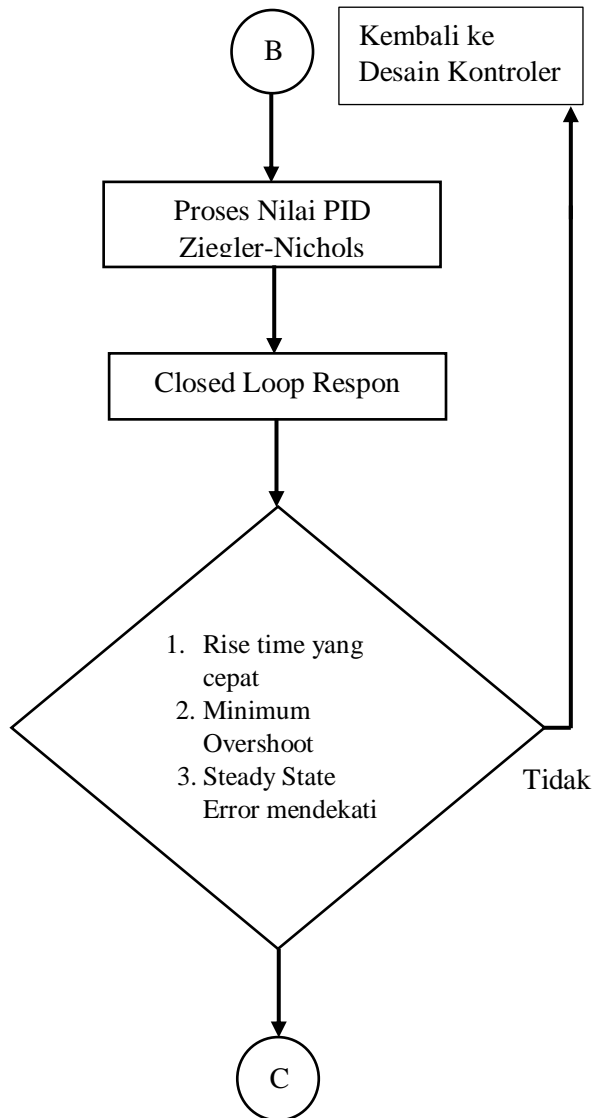 B
Kembali ke
Desain Kontroler
Proses Nilai PID
Ziegler-Nichols
Closed Loop Respon
1. Rise time yang
cepat
2. Minimum
Overshoot
3. Steady State
Error mendekati
Tidak
C